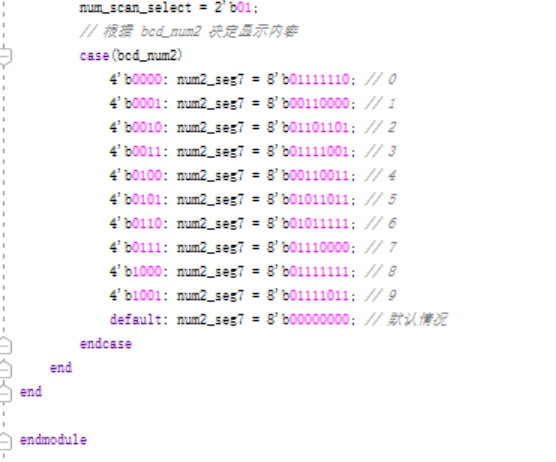 num_scan_select = 2'b01;
// 根据 bcd_num2 决定显示内容
case(bcd_num2)
4'b0000: num2_seg7 = 8'b01111110; // 0
4'b0001: num2_seg7 = 8'b00110000; // 1
4'b0010: num2_seg7 = 8'b01101101; // 2
4'b0011: num2_seg7 = 8'b01111001; // 3
4'b0100: num2_seg7 = 8'b00110011; // 4
4'b0101: num2_seg7 = 8'b01011011; // 5
4'b0110: num2_seg7 = 8'b01011111; // 6
4'b0111: num2_seg7 = 8'b01110000; // 7
4'b1000: num2_seg7 = 8'b01111111; // 8
4'b1001: num2_seg7 = 8'b01111011; // 9
default: num2_seg7 = 8'b00000000; // 默认情况
endcase
end
end
endmodule